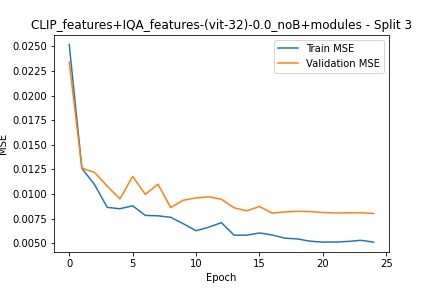 CLIP_features+IQA_features-(vit-32)-0.0_noB+modules - Split 3
Train MSE
Validation MSE
0.0250
0.0225
0.0200
0.0175
0.0150
0.0125
0.0100
0.0075
0.0050
MSE
0 5 10 15 20 25
Epoch